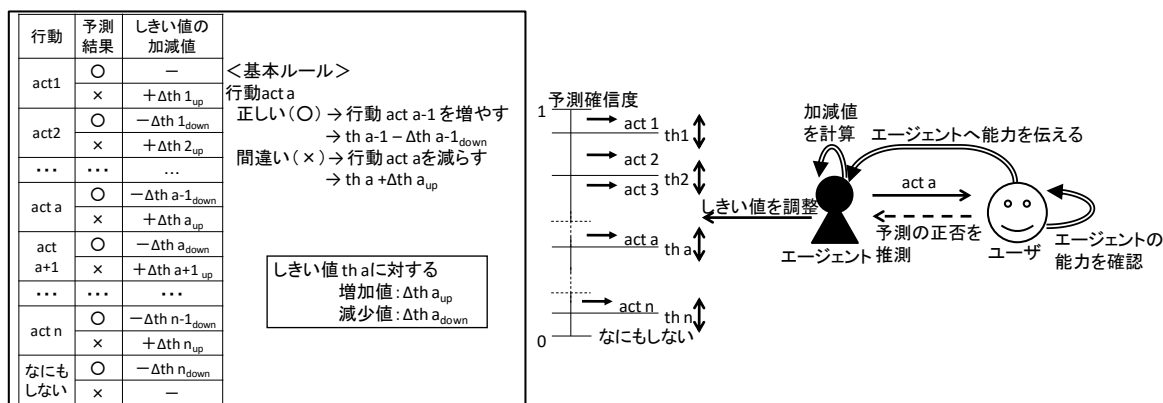 行動 予測結果 しきい値の加減値
act1 ○ －
× ＋Δth 1up
act2 ○ －Δth 1down
× ＋Δth 2up
… … …
act a ○ －Δth a-1down
× ＋Δth aup
act a+1 ○ －Δth adown
× ＋Δth a+1 up
… … …
act n ○ －Δth n-1down
× ＋Δth nup
なにもしない ○ －Δth ndown
× －
＜基本ルール＞
行動act a
正しい（○）→ 行動 act a-1 を増やす
→ th a-1 – Δth a-1down
間違い（×）→ 行動 act aを減らす
→ th a +Δth aup
しきい値 th aに対する
増加値：Δth aup
減少値：Δth adown
予測確信度
1
act 1
th1
act 2
th2
act 3
act a
th a
act n
th n
0
なにもしない
しきい値を調整
加減値
を計算
エージェントへ能力を伝える
act a
予測の正否を
推測
エージェント
ユーザ
エージェントの
能力を確認